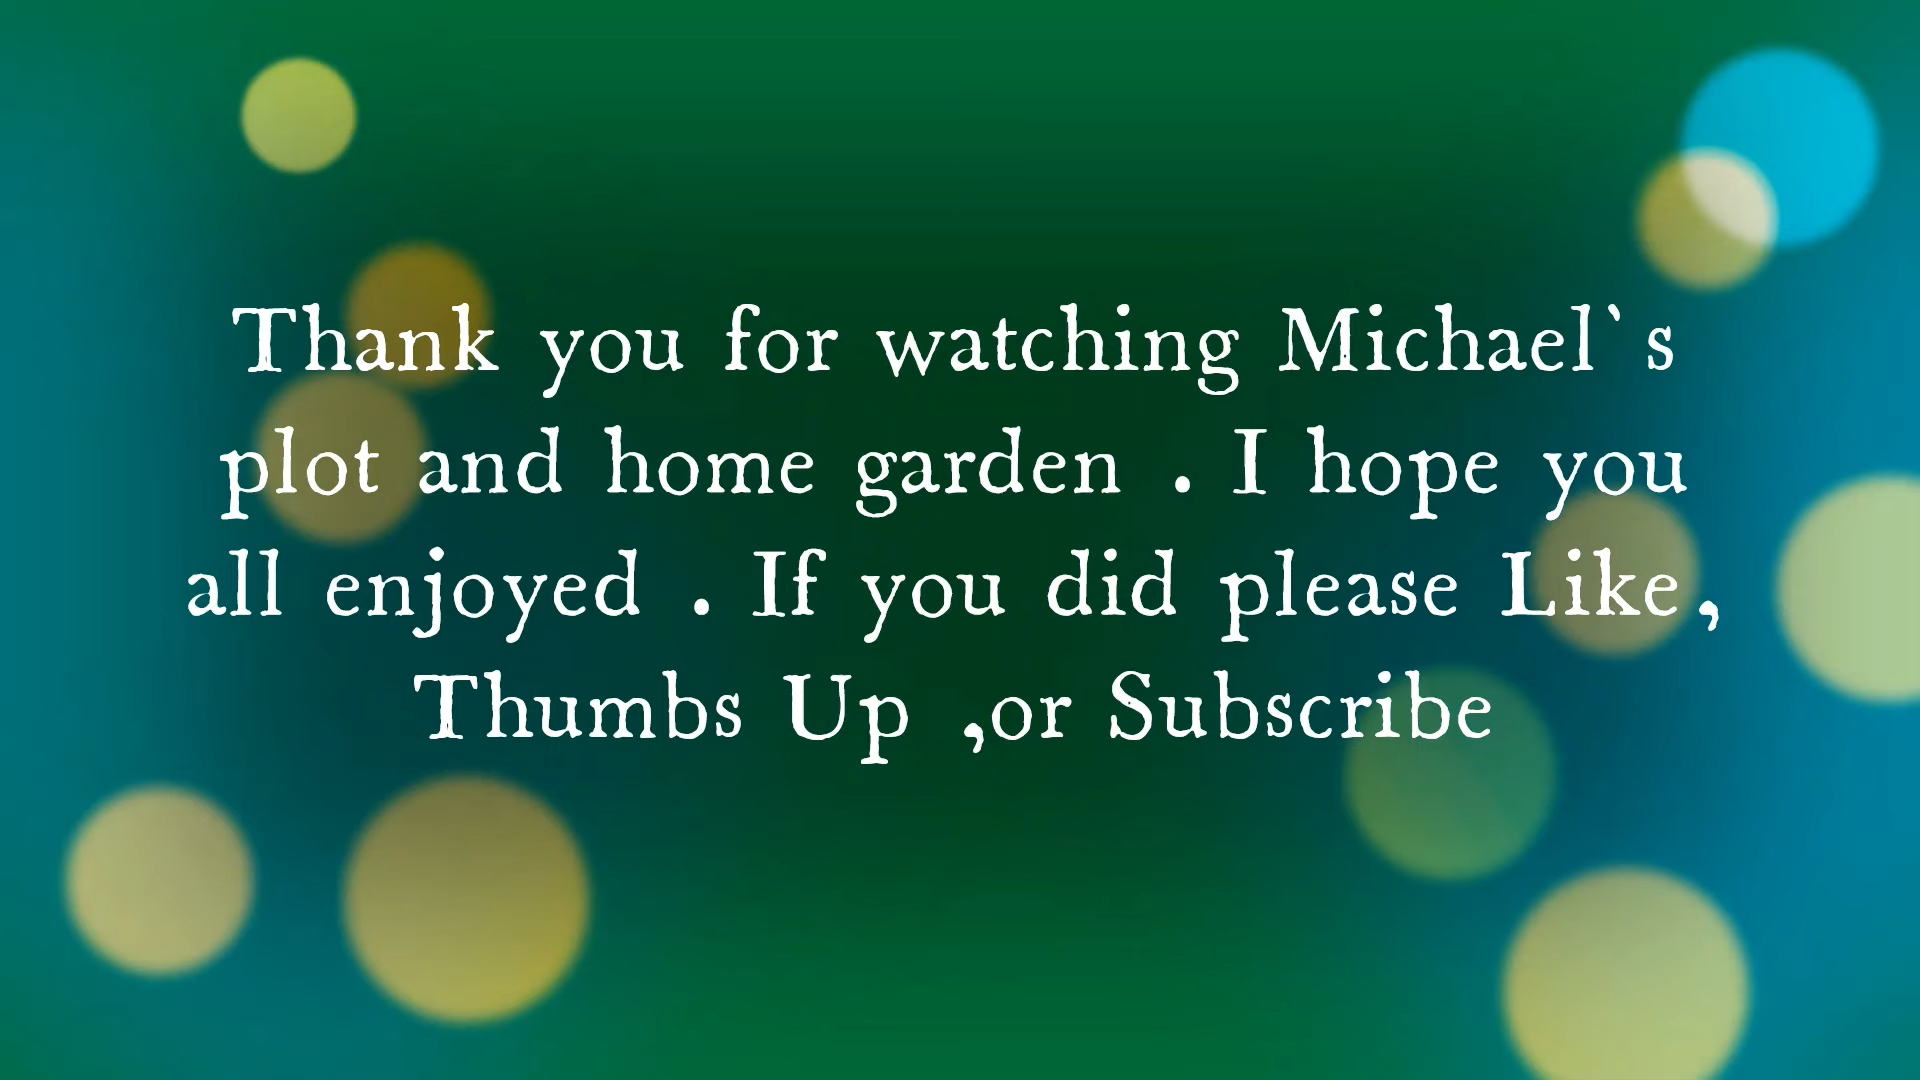 Thank you for watching Michael`s
plot and home garden . I hope you
all enjoyed . If you did please Like,
Thumbs Up ,or Subscribe